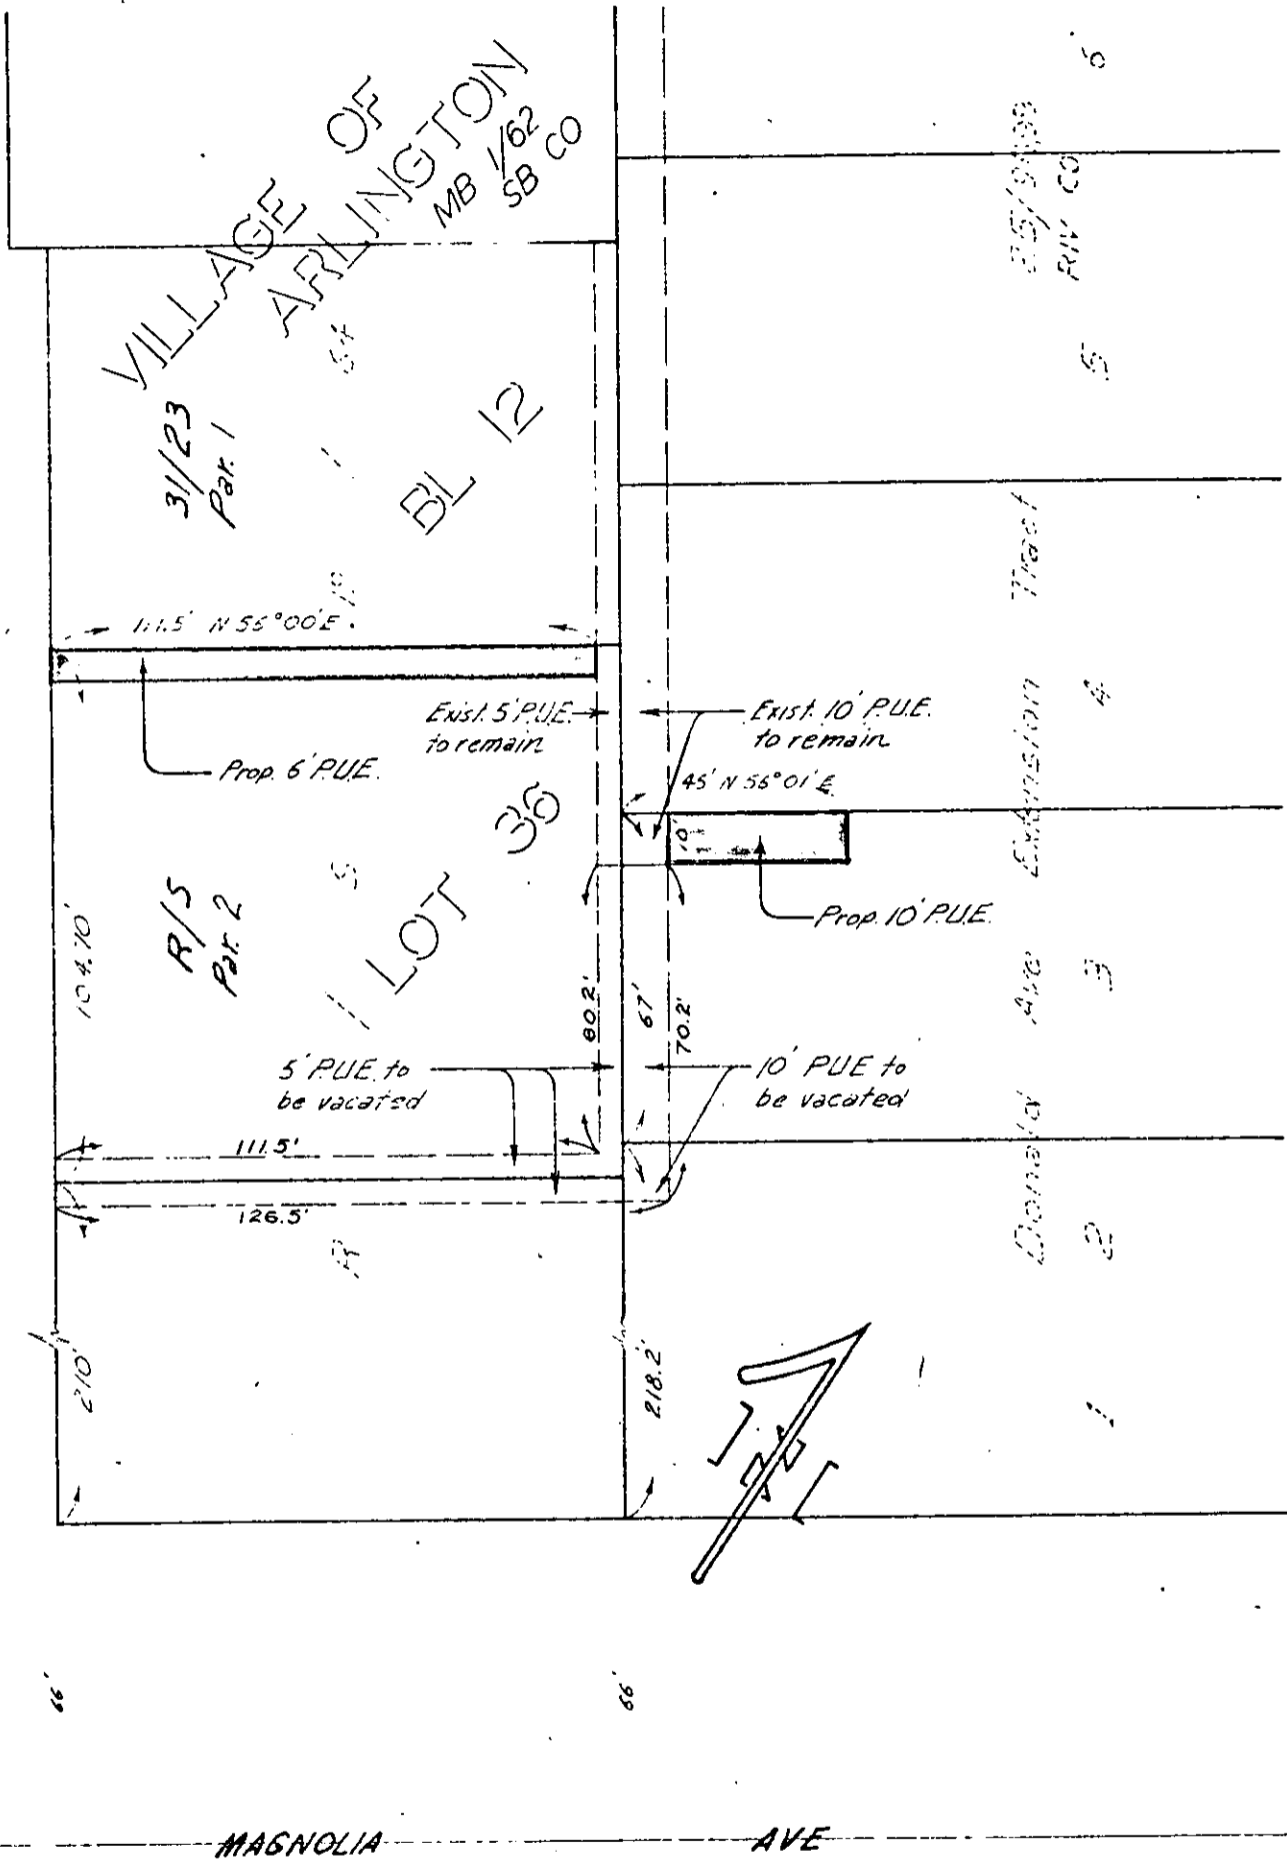 VILLAGE OF
ARLINGTON
MB 1/62
SB CO
RIV CO
6
5
31/23
Par. 1
BL 12
111.5' N 56°00'E
Exist. 5' P.U.E.
to remain
Exist. 10' P.U.E.
to remain
Prop. 6' P.U.E.
45' N 56°01' E
10'
Prop. 10' P.U.E.
LOT 36
R/S
Par. 2
104.70'
80.2'
67'
70.2'
5' P.U.E. to
be vacated
10' PUE to
be vacated
111.5'
126.5'
Donald Ave Extension Tract
4
3
2
1
210'
218.2'
N
66'
66'
MAGNOLIA AVE